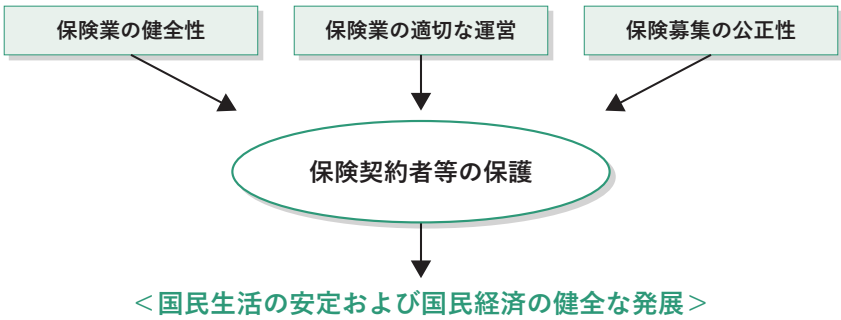 保険業の健全性
保険業の適切な運営
保険募集の公正性
保険契約者等の保護
＜国民生活の安定および国民経済の健全な発展＞